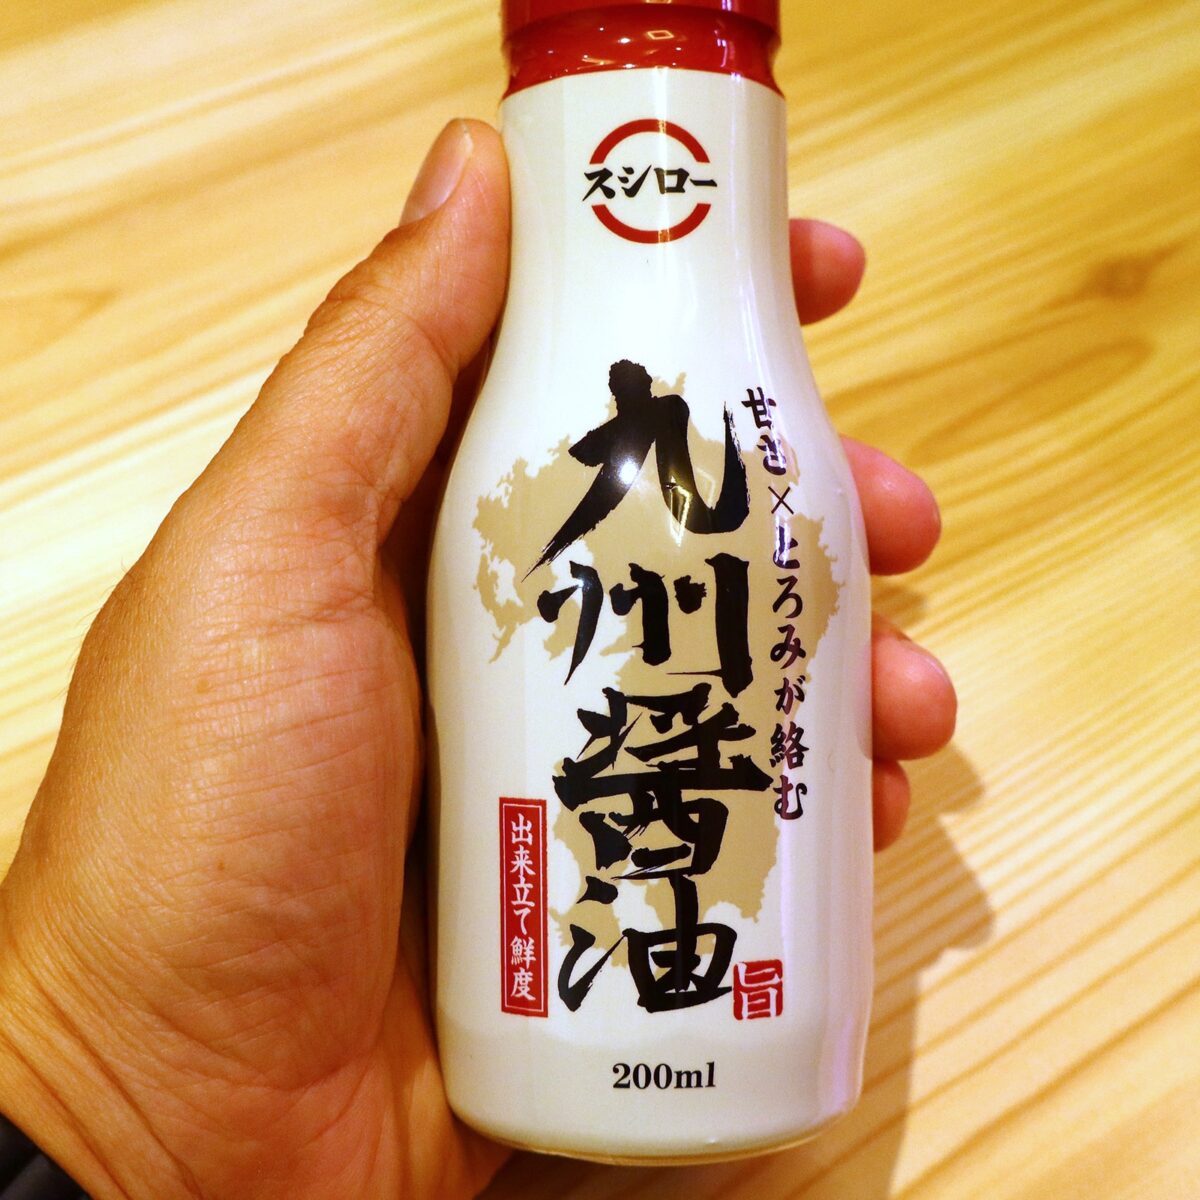 スシロー
甘さ×とろみが絡む
九州醤油
出来立て鮮度
旨
200ml